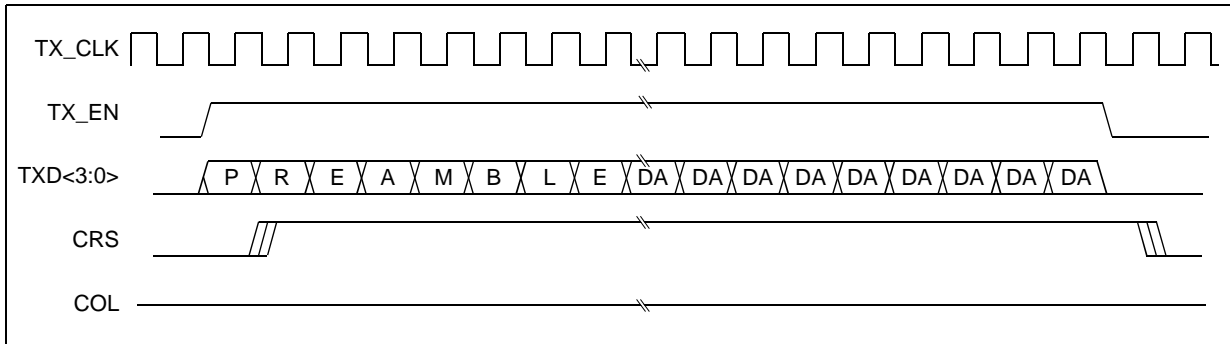 TX_CLK
TX_EN
TXD<3:0> P R E A M B L E DA DA DA DA DA DA DA DA DA
CRS
COL